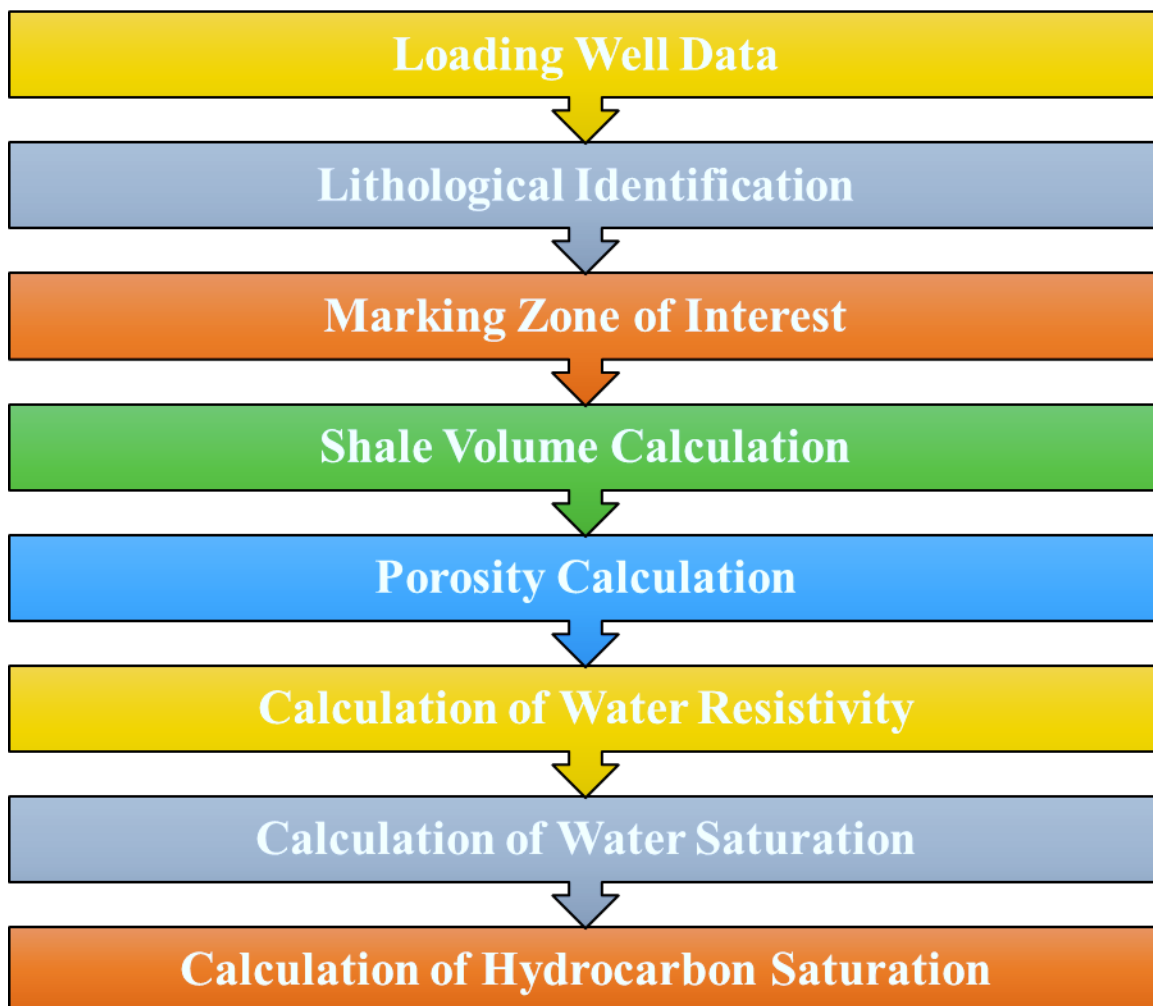 Loading Well Data
Lithological Identification
Marking Zone of Interest
Shale Volume Calculation
Porosity Calculation
Calculation of Water Resistivity
Calculation of Water Saturation
Calculation of Hydrocarbon Saturation